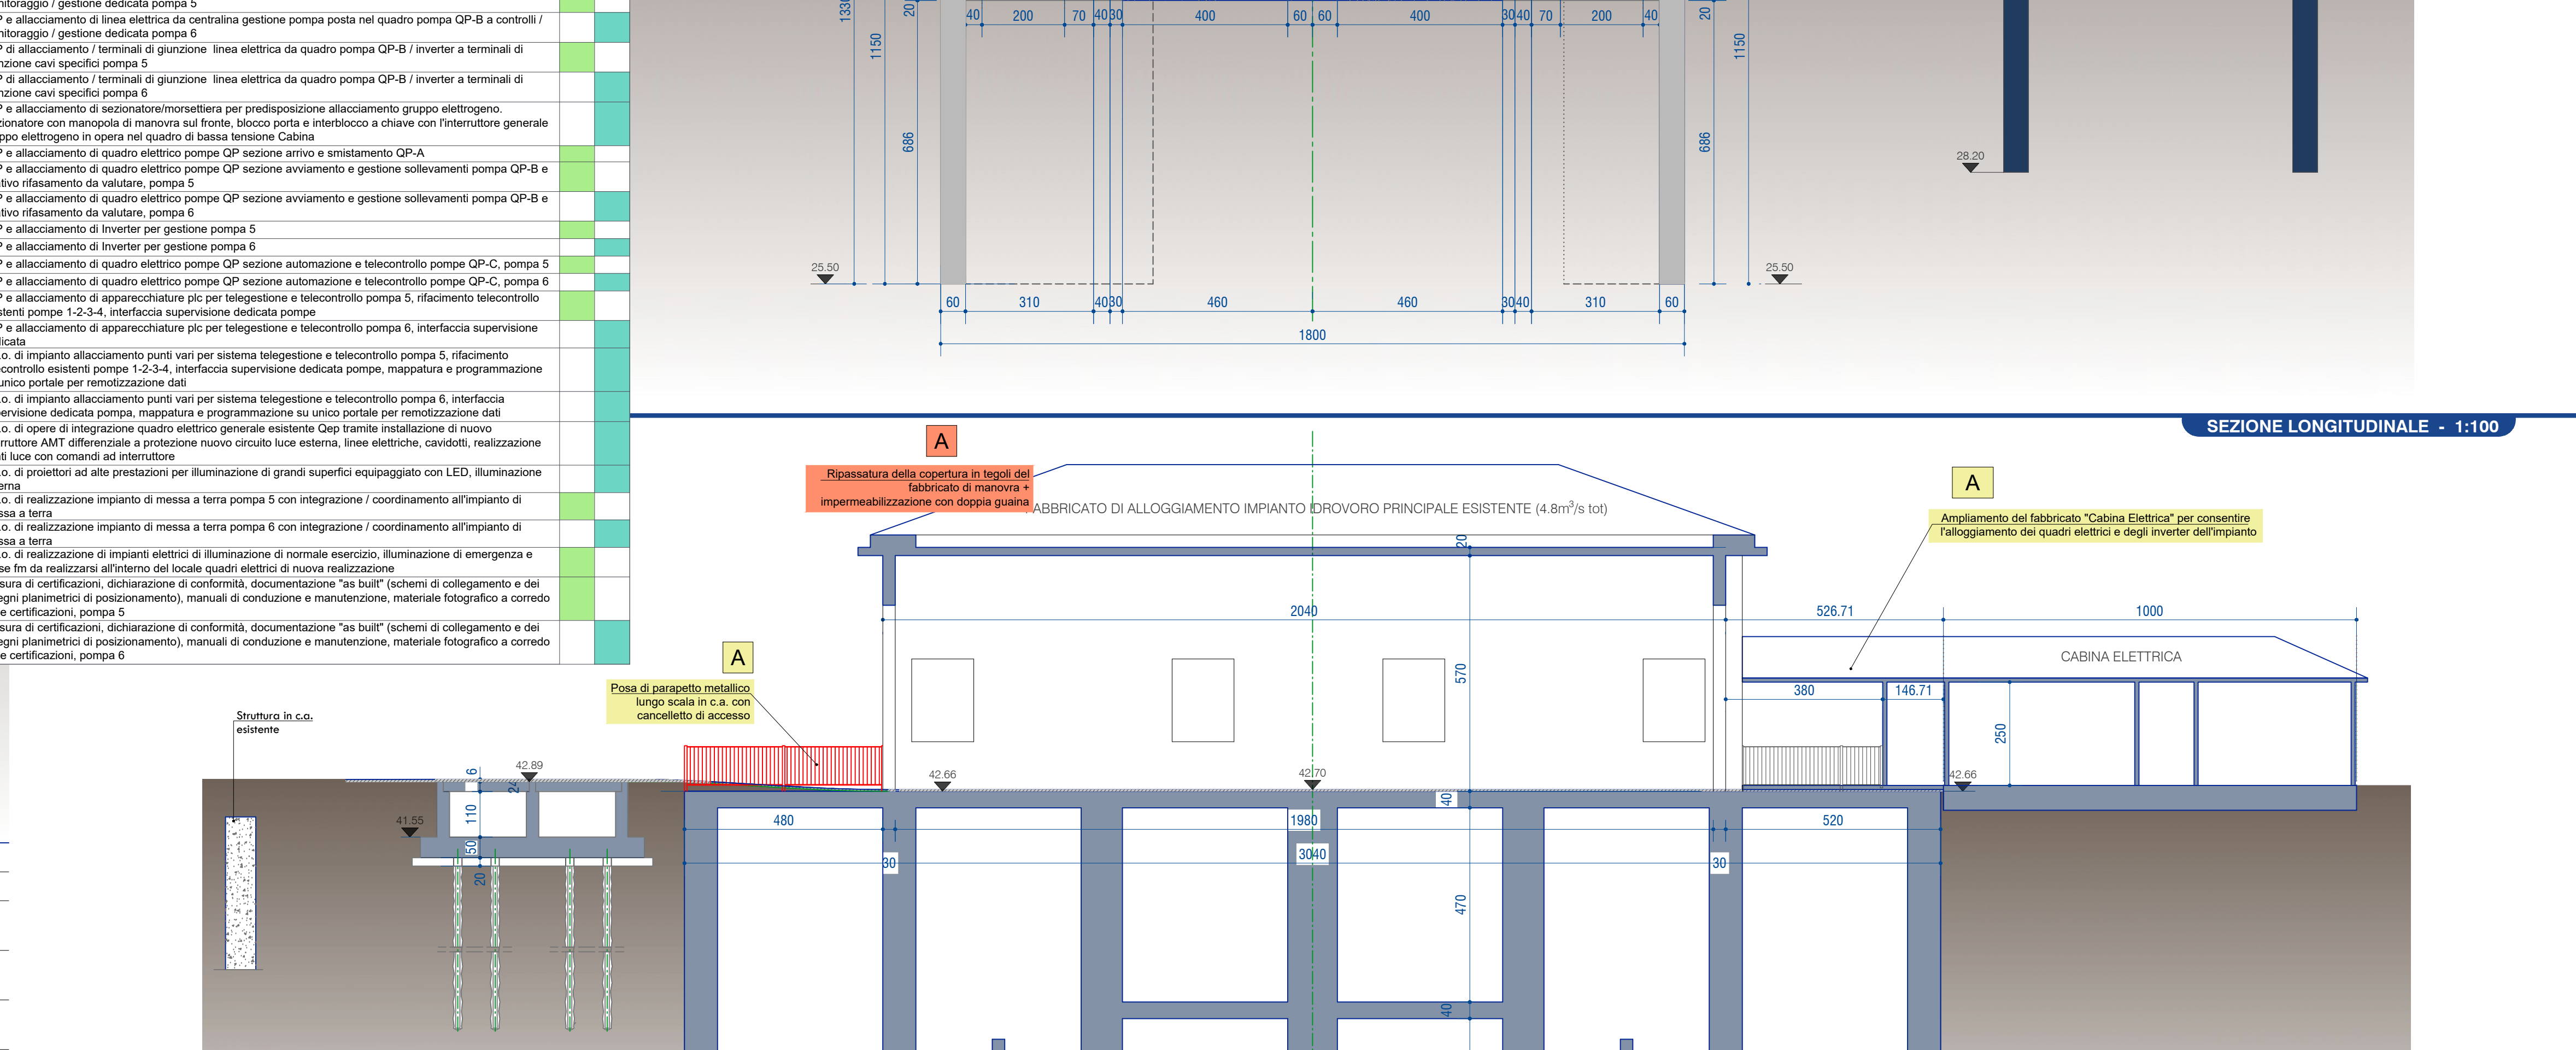 nitoraggio / gestione dedicata pompa 5
e allacciamento di linea elettrica da centralina gestione pompa posta nel quadro pompa QP-B a controlli /
nitoraggio / gestione dedicata pompa 6
di allacciamento / terminali di giunzione linea elettrica da quadro pompa QP-B / inverter a terminali di
nzione cavi specifici pompa 5
di allacciamento / terminali di giunzione linea elettrica da quadro pompa QP-B / inverter a terminali di
nzione cavi specifici pompa 6
e allacciamento di sezionatore/morsettiera per predisposizione allacciamento gruppo elettrogeno.
zionatore con manopola di manovra sul fronte, blocco porta e interblocco a chiave con l'interruttore generale
ppo elettrogeno in opera nel quadro di bassa tensione Cabina
e allacciamento di quadro elettrico pompe QP sezione arrivo e smistamento QP-A
e allacciamento di quadro elettrico pompe QP sezione avviamento e gestione sollevamenti pompa QP-B e
tivo rifasamento da valutare, pompa 5
e allacciamento di quadro elettrico pompe QP sezione avviamento e gestione sollevamenti pompa QP-B e
tivo rifasamento da valutare, pompa 6
e allacciamento di Inverter per gestione pompa 5
e allacciamento di Inverter per gestione pompa 6
e allacciamento di quadro elettrico pompe QP sezione automazione e telecontrollo pompe QP-C, pompa 5
e allacciamento di quadro elettrico pompe QP sezione automazione e telecontrollo pompe QP-C, pompa 6
e allacciamento di apparecchiature plc per telegestione e telecontrollo pompa 5, rifacimento telecontrollo
istenti pompe 1-2-3-4, interfaccia supervisione dedicata pompe
e allacciamento di apparecchiature plc per telegestione e telecontrollo pompa 6, interfaccia supervisione
licata
.o. di impianto allacciamento punti vari per sistema telegestione e telecontrollo pompa 5, rifacimento
econtrollo esistenti pompe 1-2-3-4, interfaccia supervisione dedicata pompe, mappatura e programmazione
unico portale per remotizzazione dati
.o. di impianto allacciamento punti vari per sistema telegestione e telecontrollo pompa 6, interfaccia
pervisione dedicata pompa, mappatura e programmazione su unico portale per remotizzazione dati
.o. di opere di integrazione quadro elettrico generale esistente Qep tramite installazione di nuovo
erruttore AMT differenziale a protezione nuovo circuito luce esterna, linee elettriche, cavidotti, realizzazione
nti luce con comandi ad interruttore
.o. di proiettori ad alte prestazioni per illuminazione di grandi superfici equipaggiato con LED, illuminazione
erna
.o. di realizzazione impianto di messa a terra pompa 5 con integrazione / coordinamento all'impianto di
ssa a terra
.o. di realizzazione impianto di messa a terra pompa 6 con integrazione / coordinamento all'impianto di
ssa a terra
.o. di realizzazione di impianti elettrici di illuminazione di normale esercizio, illuminazione di emergenza e
se fm da realizzarsi all'interno del locale quadri elettrici di nuova realizzazione
sura di certificazioni, dichiarazione di conformità, documentazione "as built" (schemi di collegamento e dei
egni planimetrici di posizionamento), manuali di conduzione e manutenzione, materiale fotografico a corredo
e certificazioni, pompa 5
sura di certificazioni, dichiarazione di conformità, documentazione "as built" (schemi di collegamento e dei
egni planimetrici di posizionamento), manuali di conduzione e manutenzione, materiale fotografico a corredo
e certificazioni, pompa 6
1330 20 20
40 200 70 40 30 400 60 60 400 30 40 70 200 40
1150 1150
686 686
28.20
25.50 25.50
60 310 40 30 460 460 30 40 310 60
1800
SEZIONE LONGITUDINALE - 1:100
A
Ripassatura della copertura in tegoli del
fabbricato di manovra +
impermeabilizzazione con doppia guaina
ABBRICATO DI ALLOGGIAMENTO IMPIANTO IDROVORO PRINCIPALE ESISTENTE (4.8m³/s tot)
A
Ampliamento del fabbricato "Cabina Elettrica" per consentire
l'alloggiamento dei quadri elettrici e degli inverter dell'impianto
20
2040 526.71 1000
CABINA ELETTRICA
A
Posa di parapetto metallico
lungo scala in c.a. con
cancelletto di accesso
570
380 146.71
250
Struttura in c.a.
esistente
42.89 42.66 42.70 42.66
6 24
110
41.55
50
20
40
480 1980 520
30 3040 30
470
40